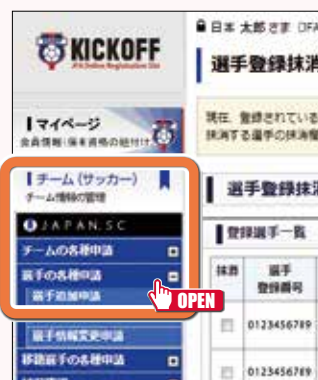 日本 太郎さま
KICKOFF
JFA Online Registration Site
選手登録抹消
マイページ
会員情報・保有資格の紐付け
現在、登録されている
抹消する選手の抹消欄
チーム (サッカー)
チーム情報の管理
JAPAN.SC
チームの各種申請
選手の各種申請
選手追加申請
OPEN
選手情報変更申請
移籍選手の各種申請
選手登録抹消
登録選手一覧
抹消
選手
登録番号
0123456789
0123456789